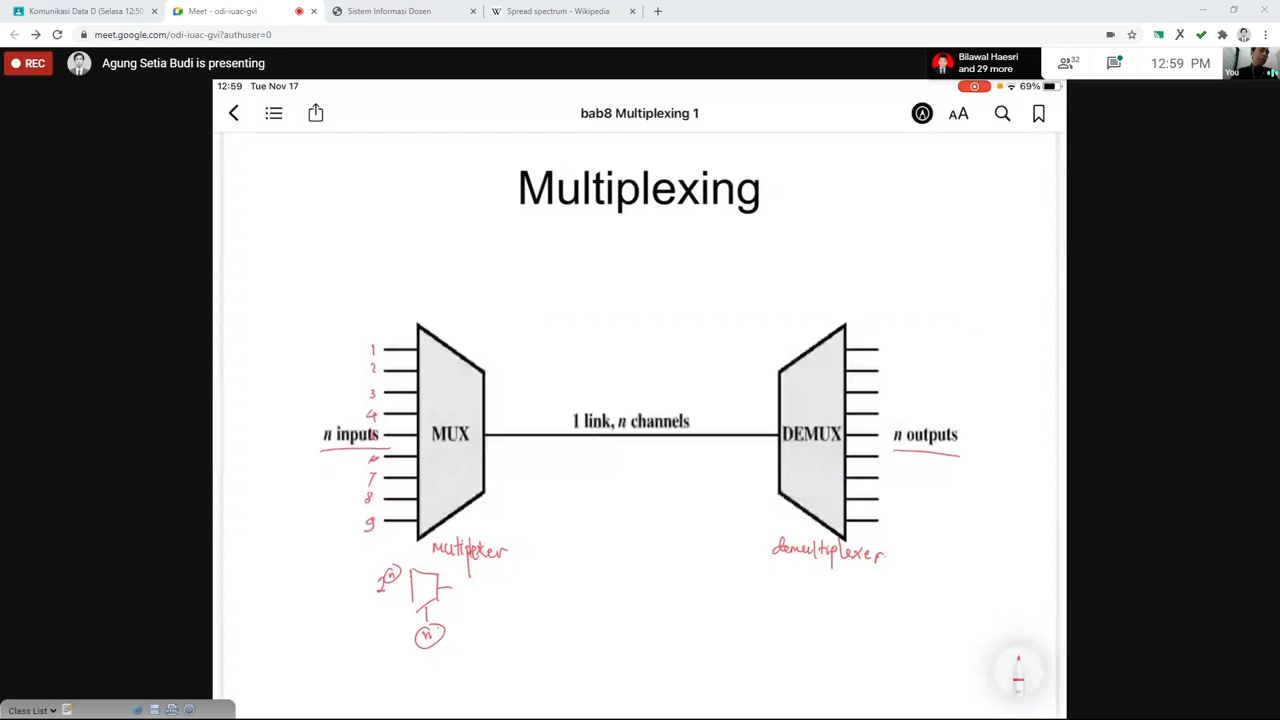 Komunikasi Data D (Selasa 12:50
Meet - odi-iuac-gvi
Sistem Informasi Dosen
Spread spectrum - Wikipedia
meet.google.com/odi-iuac-gvi?authuser=0
REC
Agung Setia Budi is presenting
Bilawal Haesri
and 29 more
32
12:59 PM
You
12:59 Tue Nov 17
69%
bab8 Multiplexing 1
AA
Multiplexing
1
2
3
4
n inputs
6
7
8
9
MUX
1 link, n channels
DEMUX
n outputs
multiplexer
demultiplexer
2n
n
Class List